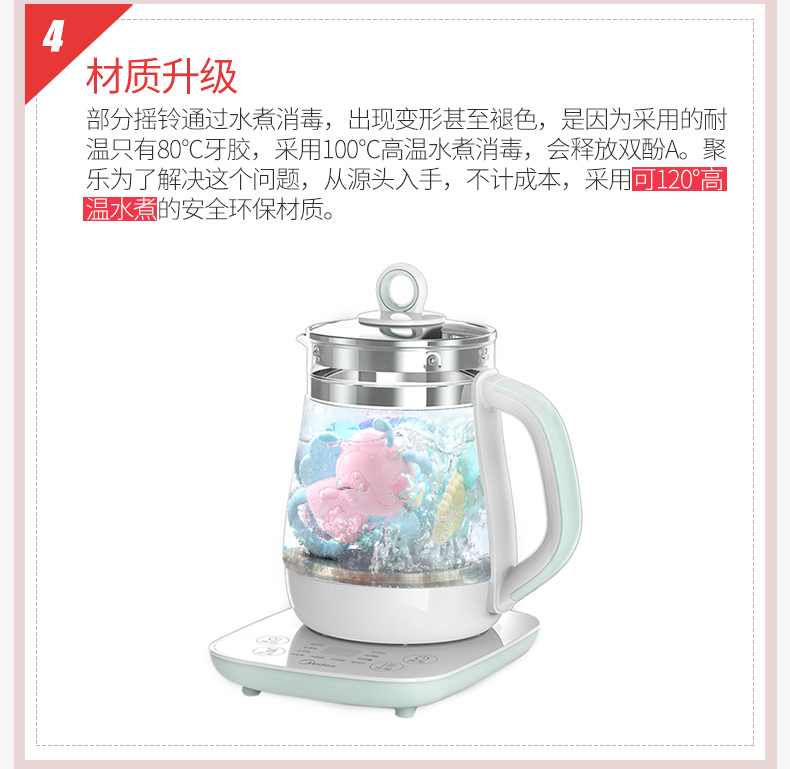 4
材质升级
部分摇铃通过水煮消毒，出现变形甚至褪色，是因为采用的耐
温只有80℃牙胶，采用100℃高温水煮消毒，会释放双酚A。聚
乐为了解决这个问题，从源头入手，不计成本，采用可120°高
温水煮的安全环保材质。
Midea